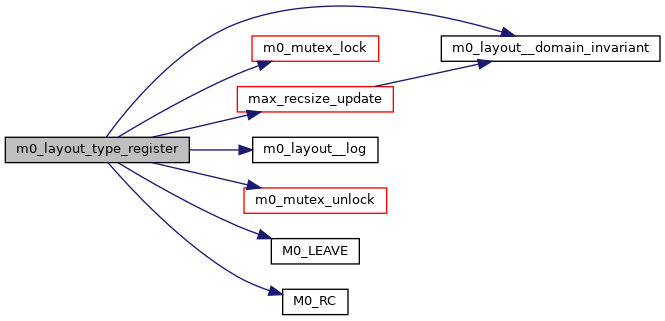 m0_layout_type_register
m0_mutex_lock
m0_layout__domain_invariant
max_recsize_update
m0_layout__log
m0_mutex_unlock
M0_LEAVE
M0_RC